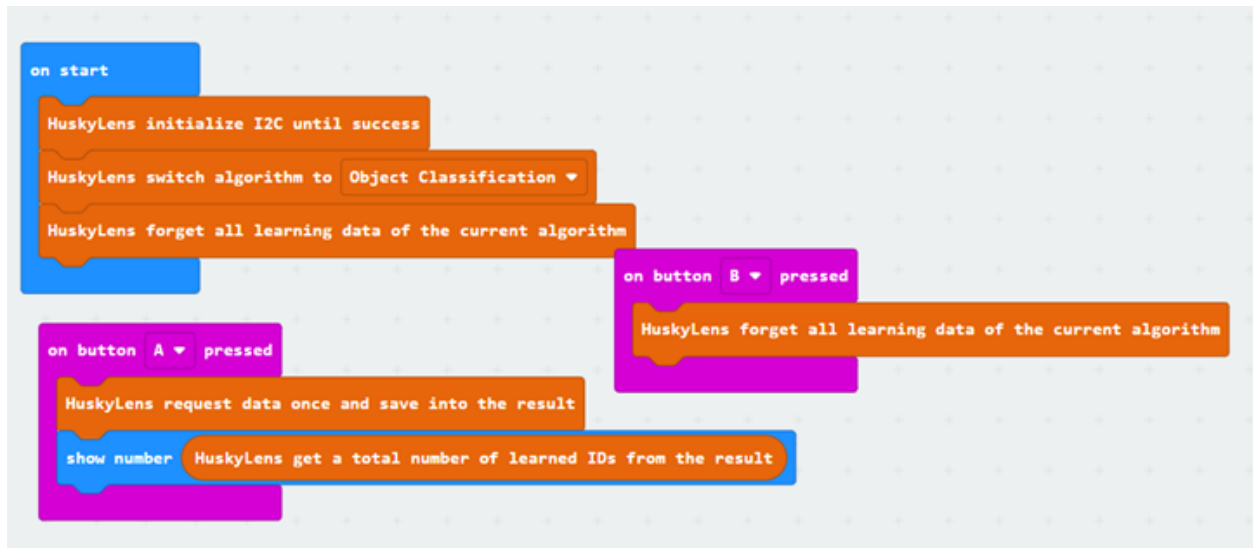 on start
HuskyLens initialize I2C until success
HuskyLens switch algorithm to Object Classification
HuskyLens forget all learning data of the current algorithm
on button B pressed
HuskyLens forget all learning data of the current algorithm
on button A pressed
HuskyLens request data once and save into the result
show number HuskyLens get a total number of learned IDs from the result